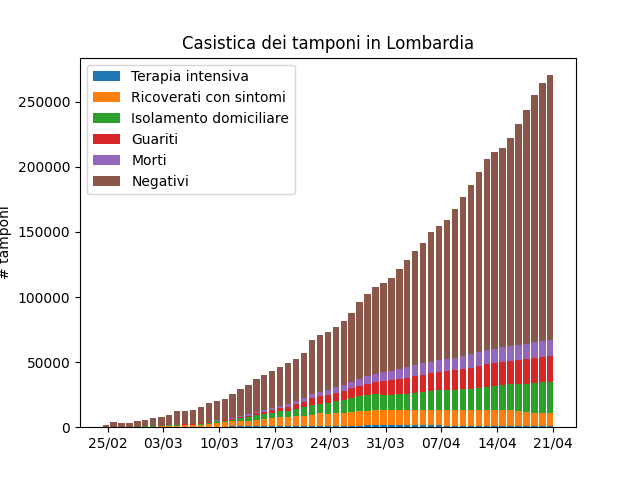 Casistica dei tamponi in Lombardia
Terapia intensiva
Ricoverati con sintomi
Isolamento domiciliare
Guariti
Morti
Negativi
# tamponi
250000
200000
150000
100000
50000
0
25/02 03/03 10/03 17/03 24/03 31/03 07/04 14/04 21/04